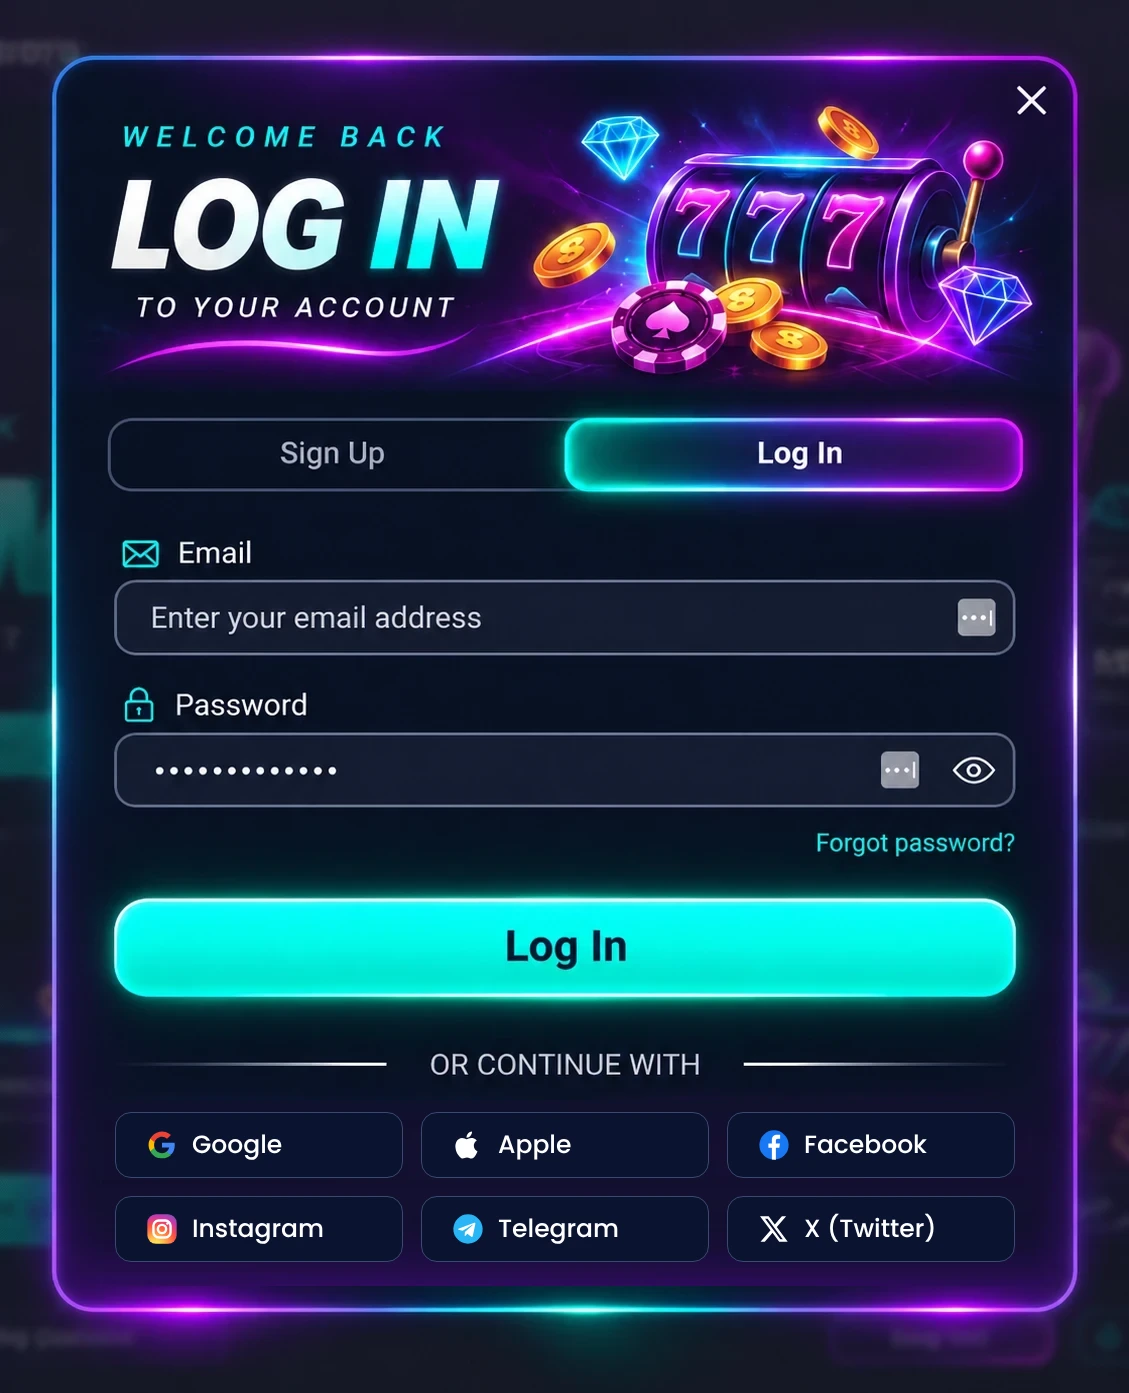 WELCOME BACK
LOG IN
TO YOUR ACCOUNT
777
Sign Up
Log In
Email
Enter your email address
Password
Forgot password?
Log In
OR CONTINUE WITH
Google
Apple
Facebook
Instagram
Telegram
X (Twitter)